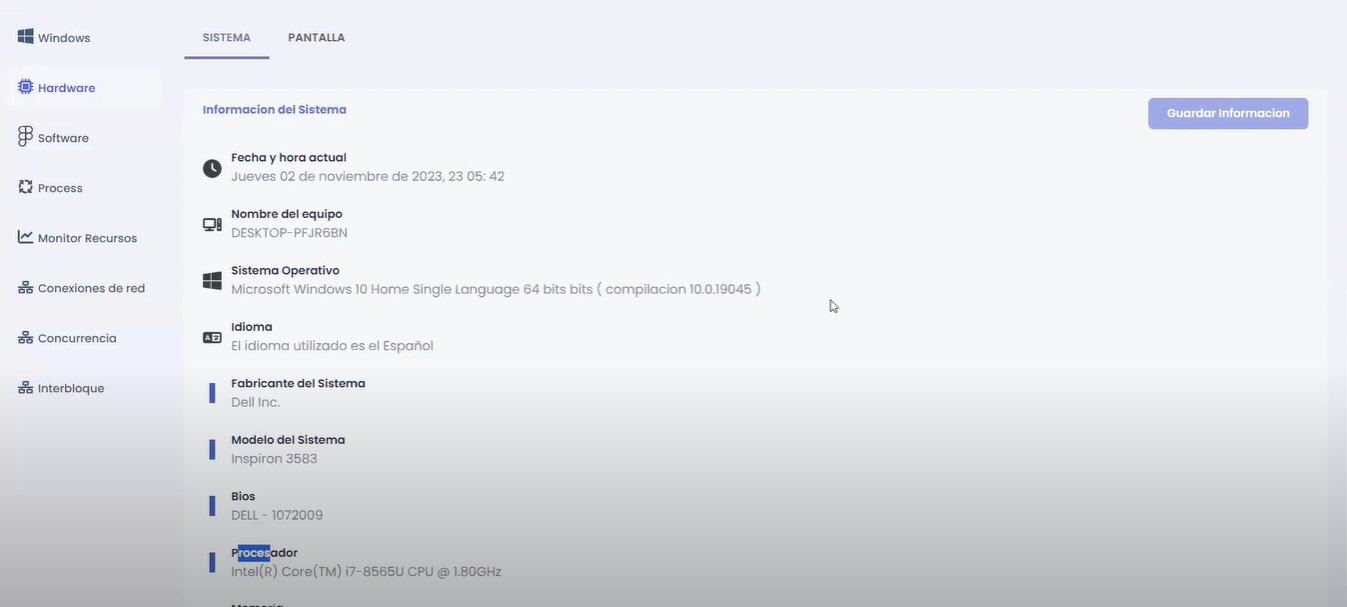 Windows
Hardware
Software
Process
Monitor Recursos
Conexiones de red
Concurrencia
Interbloque
SISTEMA
PANTALLA
Informacion del Sistema
Guardar Informacion
Fecha y hora actual
Jueves 02 de noviembre de 2023, 23 05: 42
Nombre del equipo
DESKTOP-PFJR6BN
Sistema Operativo
Microsoft Windows 10 Home Single Language 64 bits bits ( compilacion 10.0.19045 )
Idioma
El idioma utilizado es el Español
Fabricante del Sistema
Dell Inc.
Modelo del Sistema
Inspiron 3583
Bios
DELL - 1072009
Procesador
Intel(R) Core(TM) i7-8565U CPU @ 1.80GHz